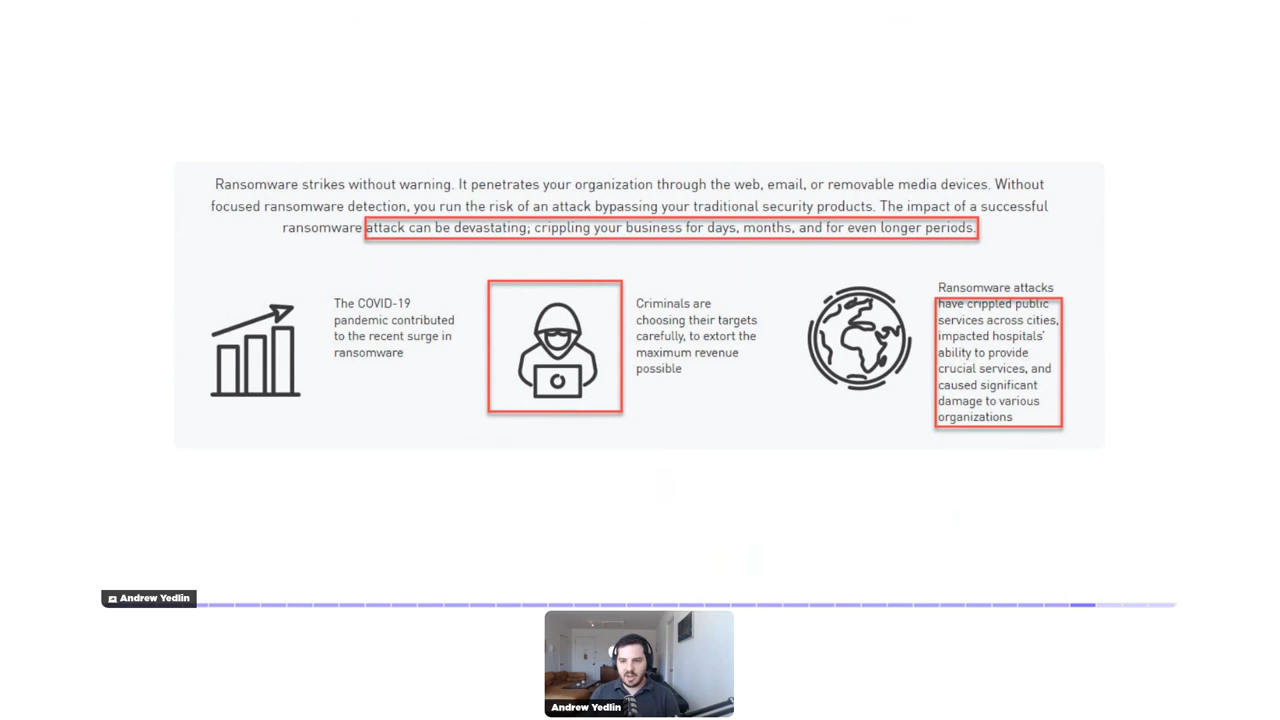 Ransomware strikes without warning. It penetrates your organization through the web, email, or removable media devices. Without
focused ransomware detection, you run the risk of an attack bypassing your traditional security products. The impact of a successful
ransomware attack can be devastating; crippling your business for days, months, and for even longer periods.
The COVID-19
pandemic contributed
to the recent surge in
ransomware
Criminals are
choosing their targets
carefully, to extort the
maximum revenue
possible
Ransomware attacks
have crippled public
services across cities,
impacted hospitals'
ability to provide
crucial services, and
caused significant
damage to various
organizations
Andrew Yedlin
Andrew Yedlin